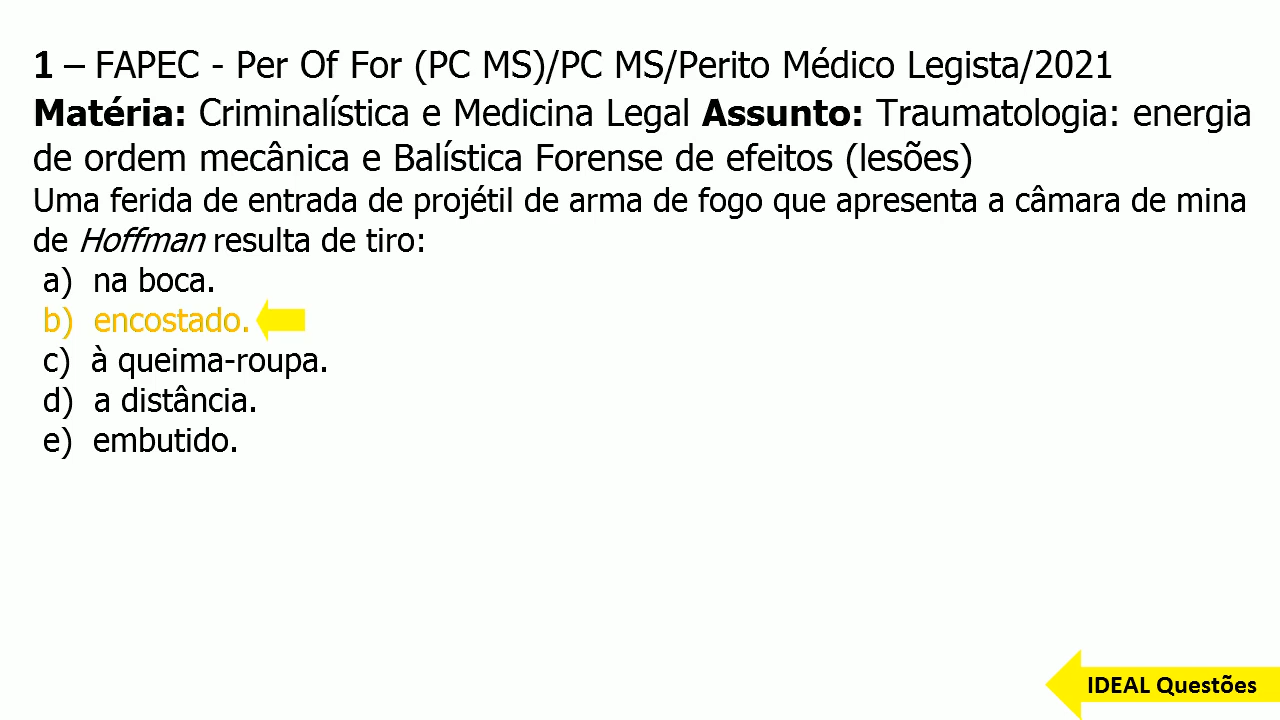 1 – FAPEC - Per Of For (PC MS)/PC MS/Perito Médico Legista/2021
Matéria: Criminalística e Medicina Legal Assunto: Traumatologia: energia
de ordem mecânica e Balística Forense de efeitos (lesões)
Uma ferida de entrada de projétil de arma de fogo que apresenta a câmara de mina
de Hoffman resulta de tiro:
a) na boca.
b) encostado.
c) à queima-roupa.
d) a distância.
e) embutido.
IDEAL Questões